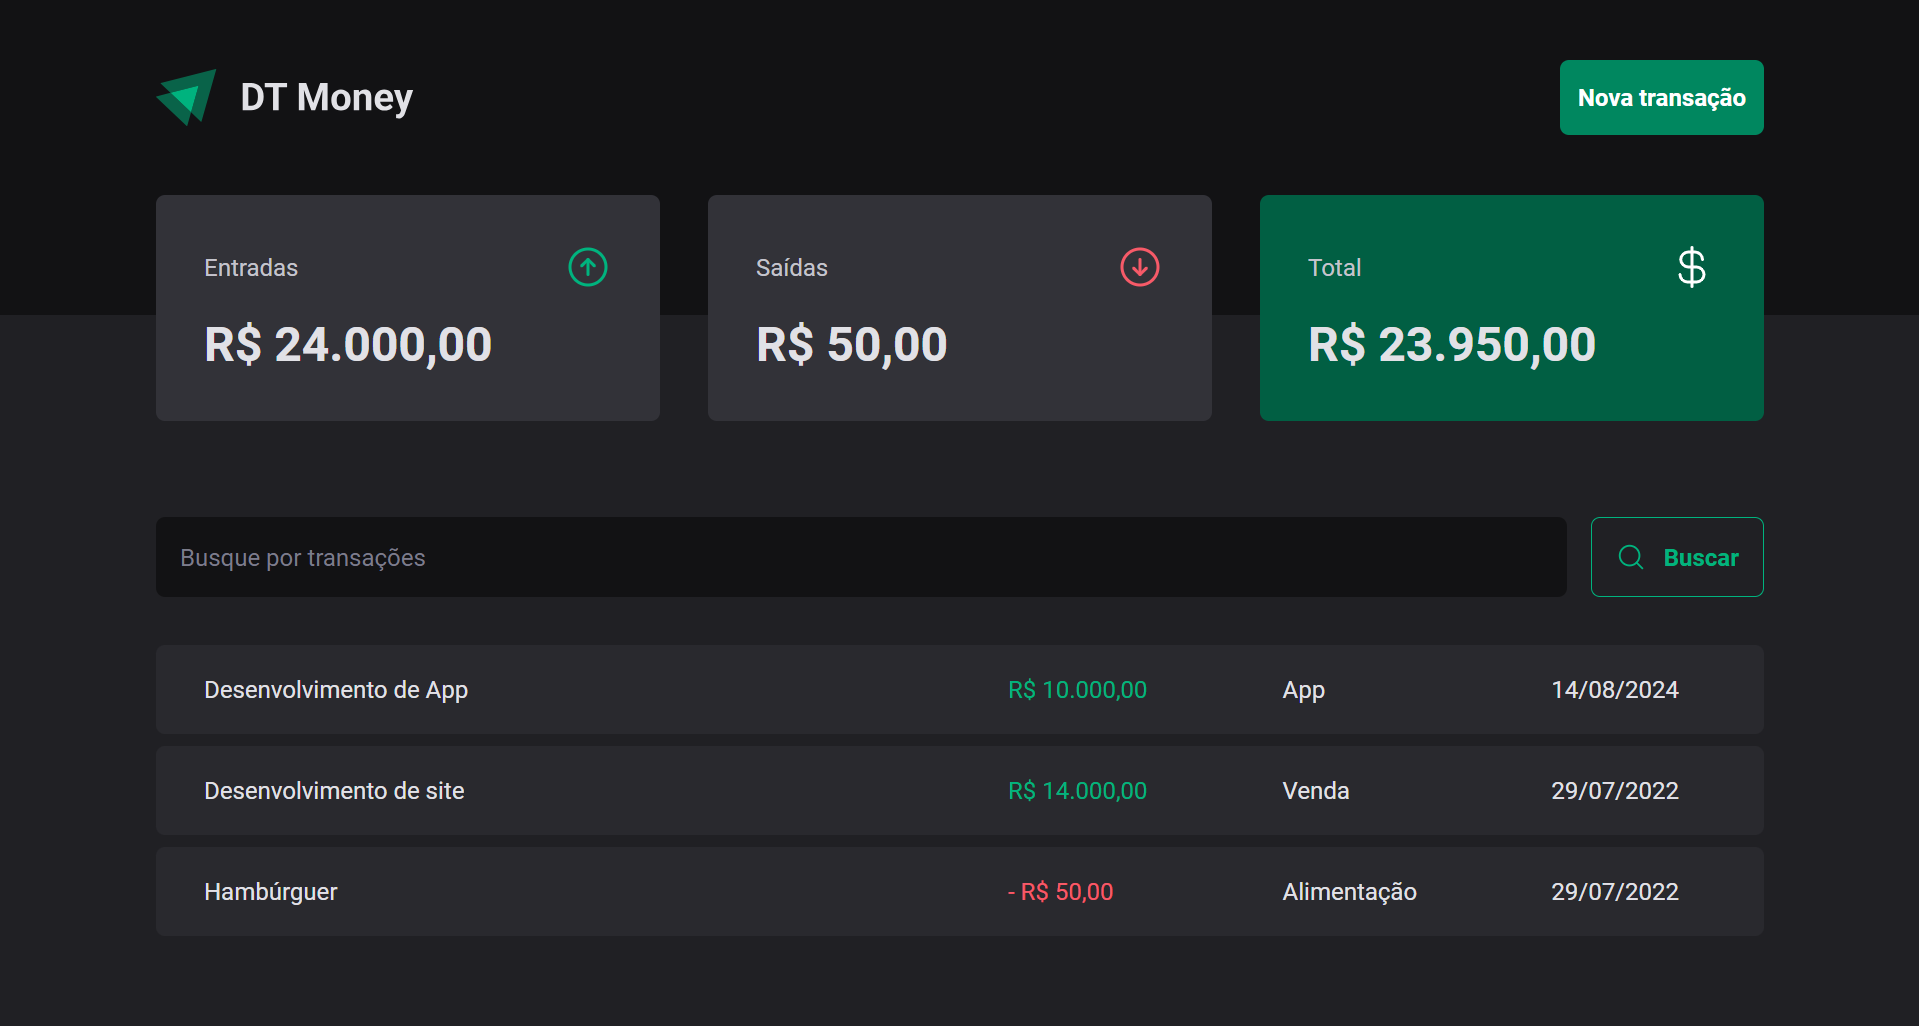 DT Money
Nova transação
Entradas
R$ 24.000,00
Saídas
R$ 50,00
Total
$
R$ 23.950,00
Busque por transações
Buscar
Desenvolvimento de App R$ 10.000,00 App 14/08/2024
Desenvolvimento de site R$ 14.000,00 Venda 29/07/2022
Hambúrguer - R$ 50,00 Alimentação 29/07/2022